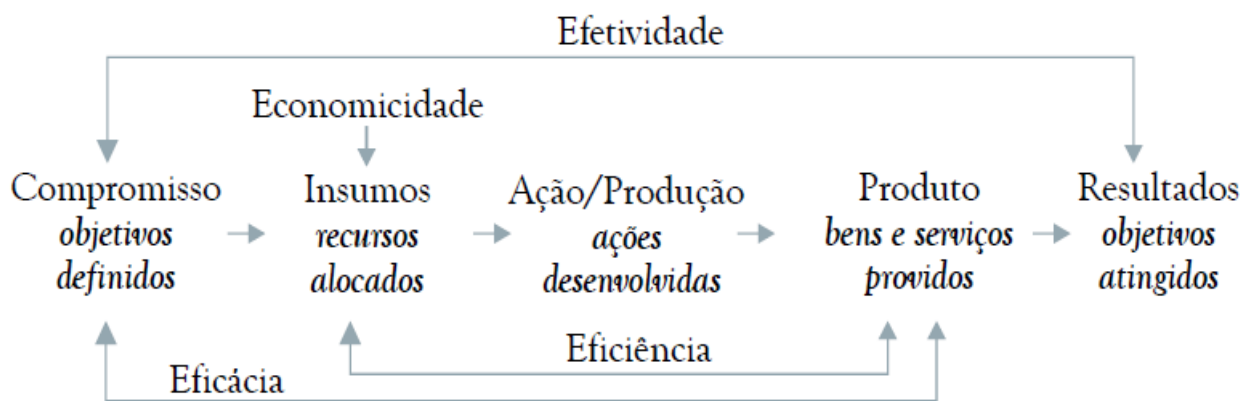 Efetividade
Economicidade
Compromisso
objetivos
definidos
Insumos
recursos
alocados
Ação/Produção
ações
desenvolvidas
Produto
bens e serviços
providos
Resultados
objetivos
atingidos
Eficiência
Eficácia